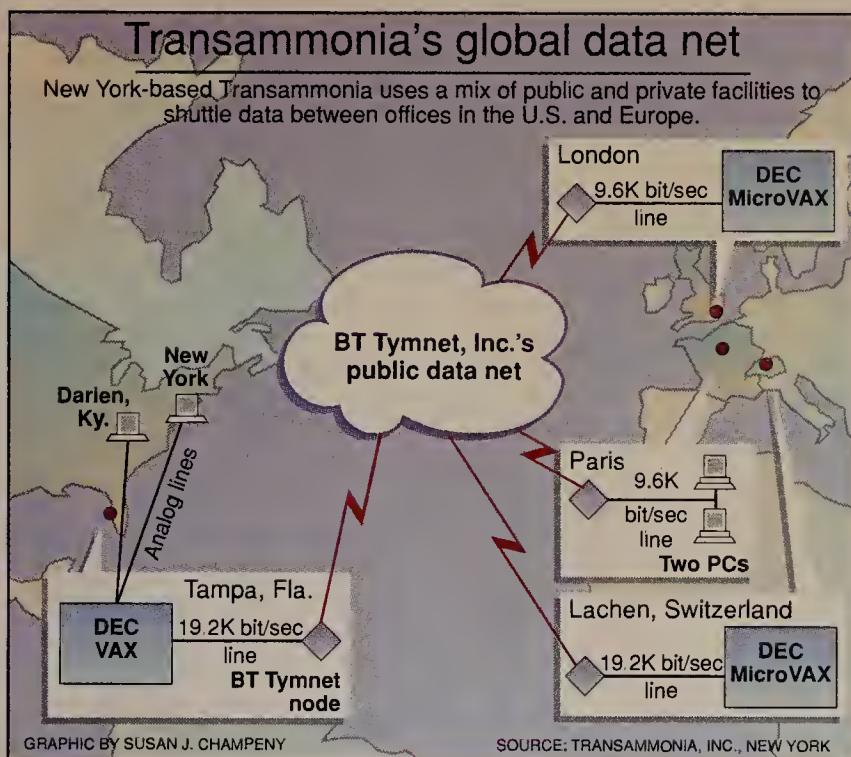 Transammonia's global data net
New York-based Transammonia uses a mix of public and private facilities to
shuttle data between offices in the U.S. and Europe.
London
9.6K bit/sec
line
DEC
MicroVAX
BT Tymnet, Inc.'s
public data net
New
York
Darien,
Ky.
Analog lines
Paris
9.6K
bit/sec
line
Two PCs
Tampa, Fla.
DEC
VAX
19.2K bit/sec
line
BT Tymnet
node
Lachen, Switzerland
19.2K bit/sec
line
DEC
MicroVAX
GRAPHIC BY SUSAN J. CHAMPENY
SOURCE: TRANSAMMONIA, INC., NEW YORK